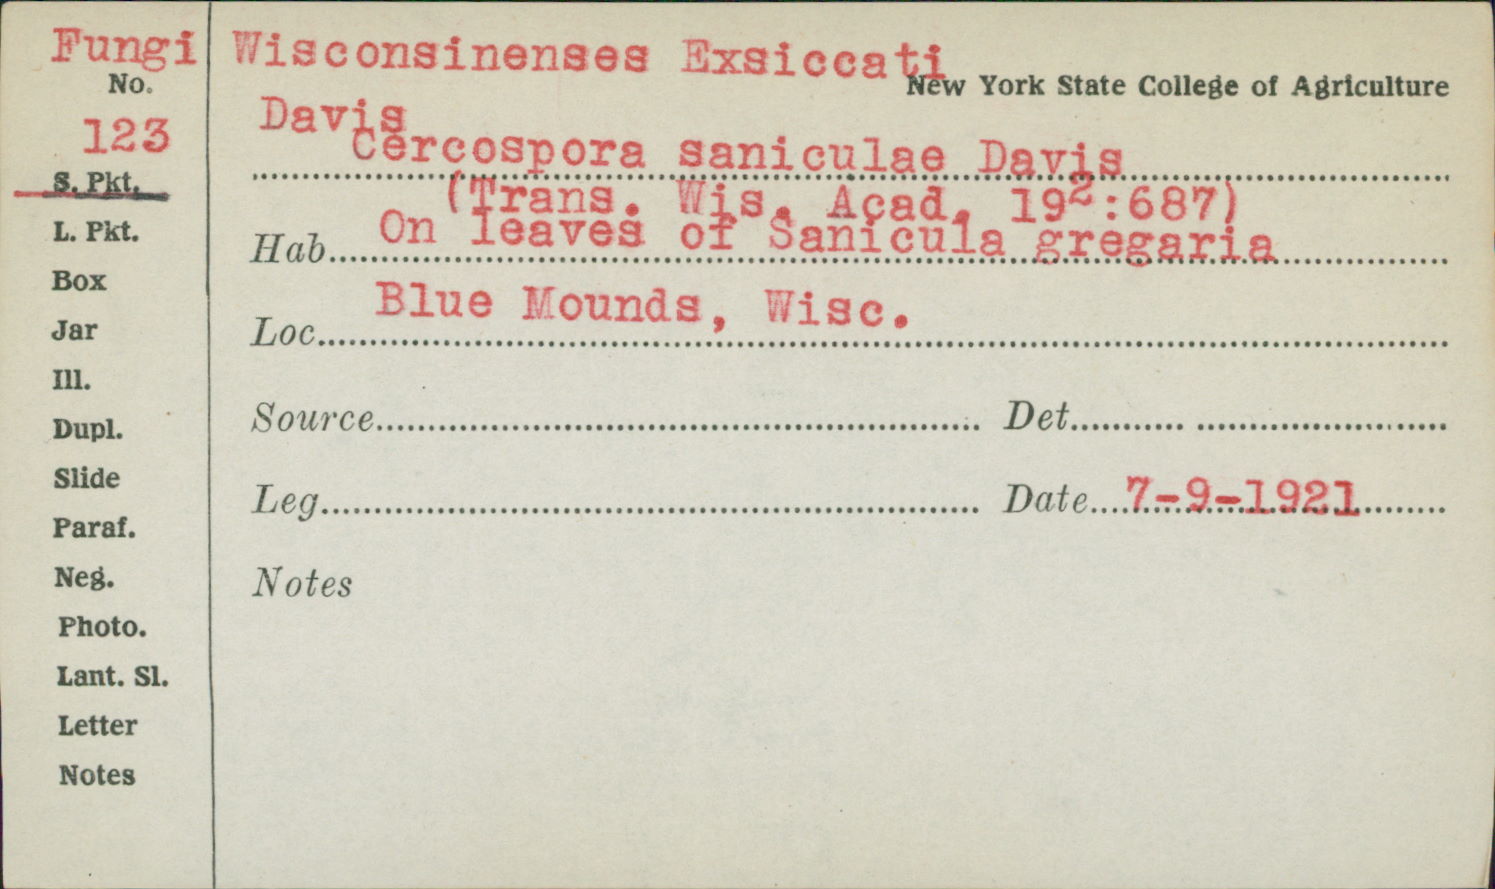 Fungi Wisconsinenses Exsiccati
No.
New York State College of Agriculture
Davis
123
Cercospora saniculae Davis
S. Pkt.
(Trans. Wis. Acad. 19²:687)
L. Pkt.
Hab. On leaves of Sanicula gregaria
Box
Blue Mounds, Wisc.
Jar
Loc.
Ill.
Dupl.
Source Det.
Slide
Leg. Date 7-9-1921
Paraf.
Neg.
Notes
Photo.
Lant. Sl.
Letter
Notes